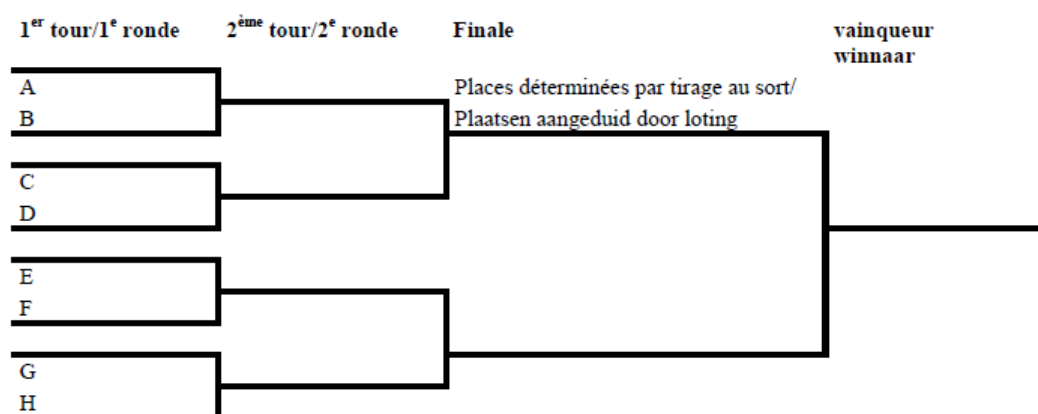 1er tour/1e ronde 2ème tour/2e ronde Finale vainqueur
winnaar
A Places déterminées par tirage au sort/
B Plaatsen aangeduid door loting
C
D
E
F
G
H